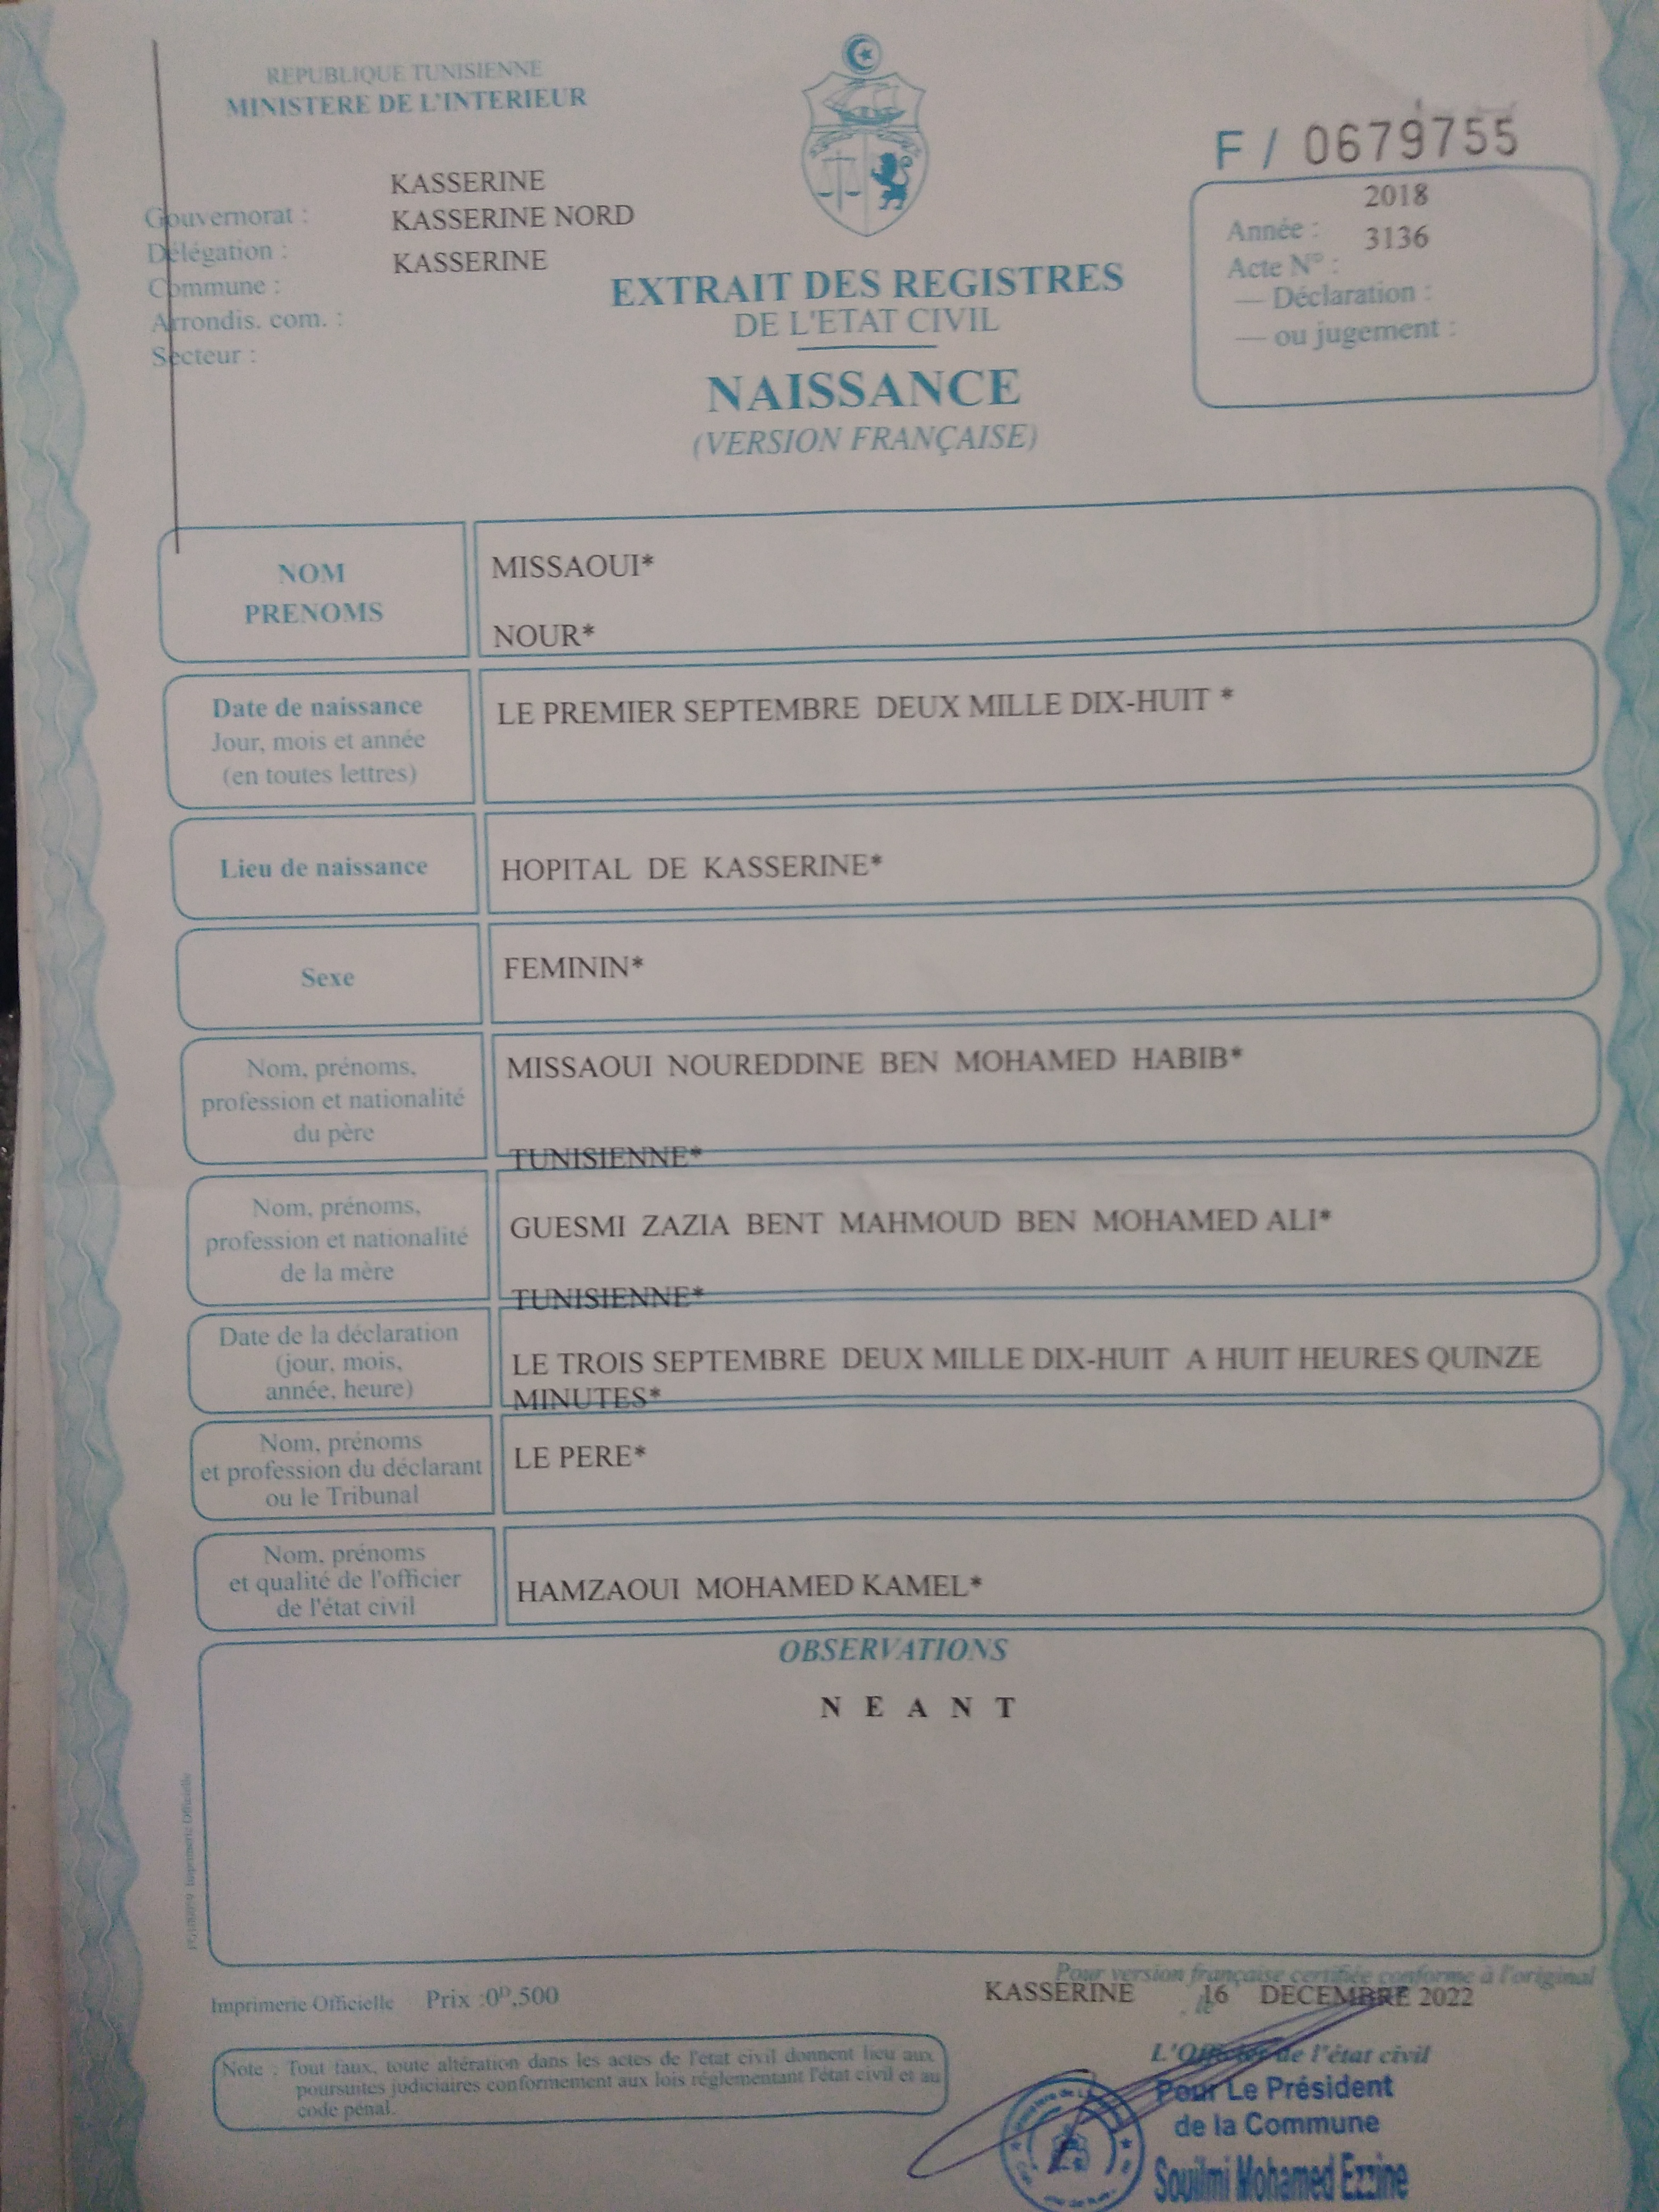 REPUBLIQUE TUNISIENNE
MINISTERE DE L'INTERIEUR
F / 0679755
KASSERINE
Gouvernorat : KASSERINE NORD
Délégation :
KASSERINE
Commune :
Arrondis. com. :
Secteur :
2018
Année :
3136
Acte N° :
— Déclaration :
— ou jugement :
EXTRAIT DES REGISTRES
DE L'ETAT CIVIL
NAISSANCE
(VERSION FRANÇAISE)
NOM
PRENOMS
MISSAOUI*
NOUR*
Date de naissance
Jour, mois et année
(en toutes lettres)
LE PREMIER SEPTEMBRE DEUX MILLE DIX-HUIT *
Lieu de naissance
HOPITAL DE KASSERINE*
Sexe
FEMININ*
Nom, prénoms,
profession et nationalité
du père
MISSAOUI NOUREDDINE BEN MOHAMED HABIB*
TUNISIENNE*
Nom, prénoms,
profession et nationalité
de la mère
GUESMI ZAZIA BENT MAHMOUD BEN MOHAMED ALI*
TUNISIENNE*
Date de la déclaration
(jour, mois,
année, heure)
LE TROIS SEPTEMBRE DEUX MILLE DIX-HUIT A HUIT HEURES QUINZE
MINUTES*
Nom, prénoms
et profession du déclarant
ou le Tribunal
LE PERE*
Nom, prénoms
et qualité de l'officier
de l'état civil
HAMZAOUI MOHAMED KAMEL*
OBSERVATIONS
N E A N T
Imprimerie Officielle
Imprimerie Officielle Prix :0ᴰ,500
Pour version française certifiée conforme à l'original
KASSERINE , le 16 DECEMBRE 2022
Note : Tout faux, toute altération dans les actes de l'etat civil donnent lieu aux
poursuites judiciaires conformement aux lois réglementant l'état civil et au
code pénal.
L'Officier de l'état civil
Pour Le Président
de la Commune
Souilmi Mohamed Ezzine